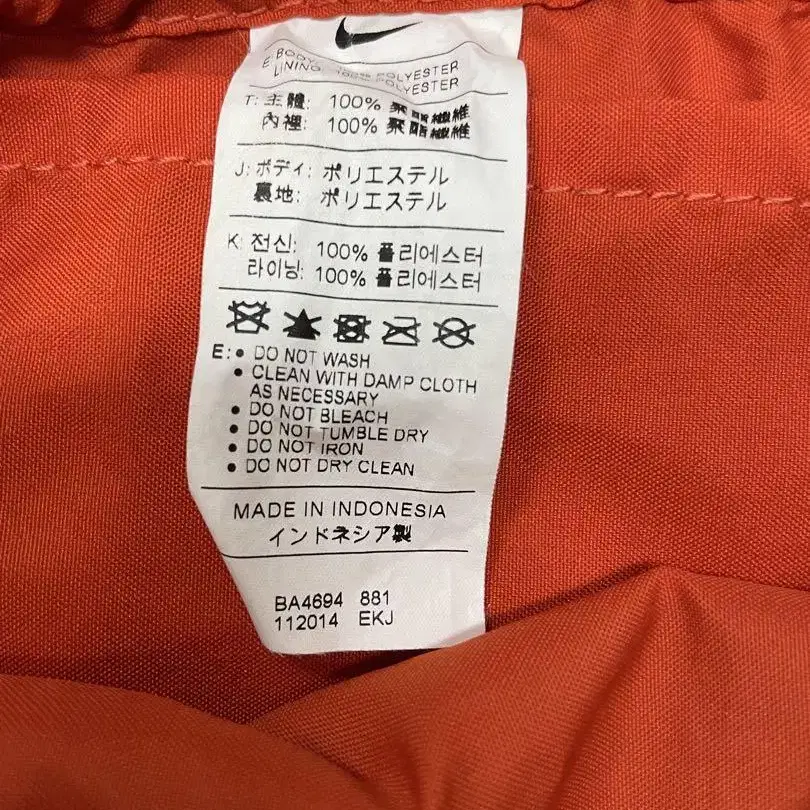 E: BODY: 100% POLYESTER
LINING: 100% POLYESTER
T: 主體: 100% 聚酯纖維
內裡: 100% 聚酯纖維
J: ボディ: ポリエステル
裏地: ポリエステル
K: 전신: 100% 폴리에스터
라이닝: 100% 폴리에스터
E: • DO NOT WASH
• CLEAN WITH DAMP CLOTH
AS NECESSARY
• DO NOT BLEACH
• DO NOT TUMBLE DRY
• DO NOT IRON
• DO NOT DRY CLEAN
MADE IN INDONESIA
インドネシア製
BA4694 881
112014 EKJ